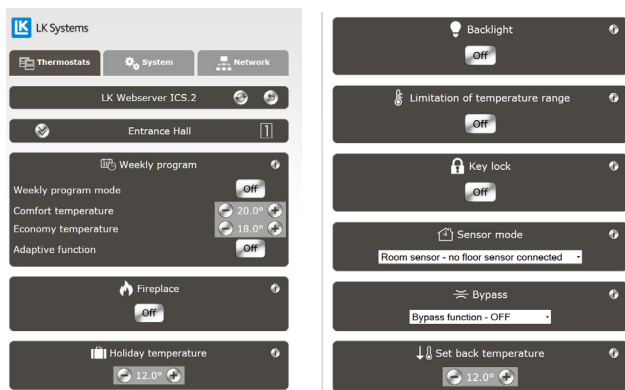 LK LK Systems
Thermostats System Network
LK Webserver ICS.2
Entrance Hall 1
Weekly program
Weekly program mode Off
Comfort temperature 20.0°
Economy temperature 18.0°
Adaptive function Off
Fireplace
Off
Holiday temperature
12.0°
Backlight
Off
Limitation of temperature range
Off
Key lock
Off
Sensor mode
Room sensor - no floor sensor connected
Bypass
Bypass function - OFF
Set back temperature
12.0°